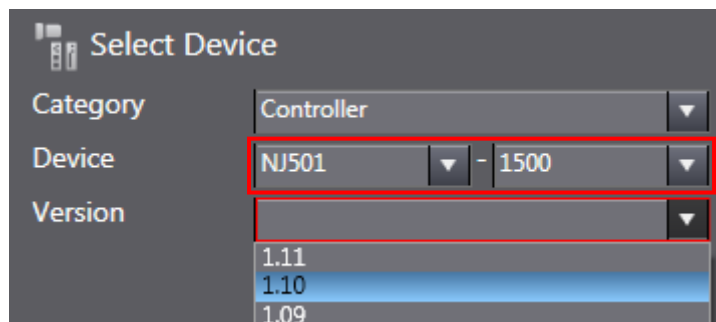 Select Device
Category Controller
Device NJ501 - 1500
Version
1.11
1.10
1.09